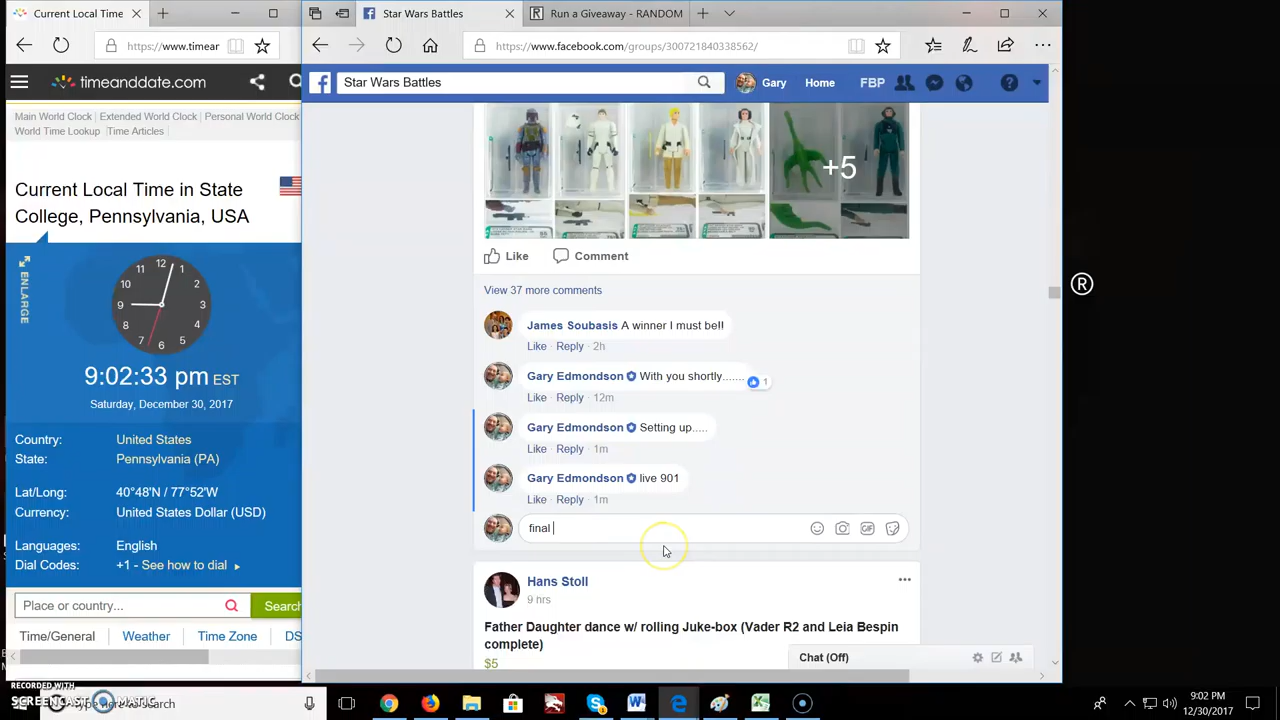 Current Local Time
Star Wars Battles
Run a Giveaway - RANDOM
https://www.timear
https://www.facebook.com/groups/300721840338562/
timeanddate.com
Star Wars Battles
Gary
Home
FBP
Main World Clock
Extended World Clock
Personal World Clock
World Time Lookup
Time Articles
Current Local Time in State
College, Pennsylvania, USA
ENLARGE
12
1
2
3
4
5
6
7
8
9
10
11
9:02:33 pm EST
Saturday, December 30, 2017
Country:
United States
State:
Pennsylvania (PA)
Lat/Long:
40°48'N / 77°52'W
Currency:
United States Dollar (USD)
Languages:
English
Dial Codes:
+1 - See how to dial
Place or country...
Search
Time/General
Weather
Time Zone
DS
+5
Like
Comment
View 37 more comments
James Soubasis A winner I must be!!
Like · Reply · 2h
Gary Edmondson With you shortly.......
1
Like · Reply · 12m
Gary Edmondson Setting up.....
Like · Reply · 1m
Gary Edmondson live 901
Like · Reply · 1m
final
GIF
Hans Stoll
9 hrs
Father Daughter dance w/ rolling Juke-box (Vader R2 and Leia Bespin
complete)
$5
Chat (Off)
®
RECORDED WITH
SCREENCAST MATIC
here to search
9:02 PM
12/30/2017